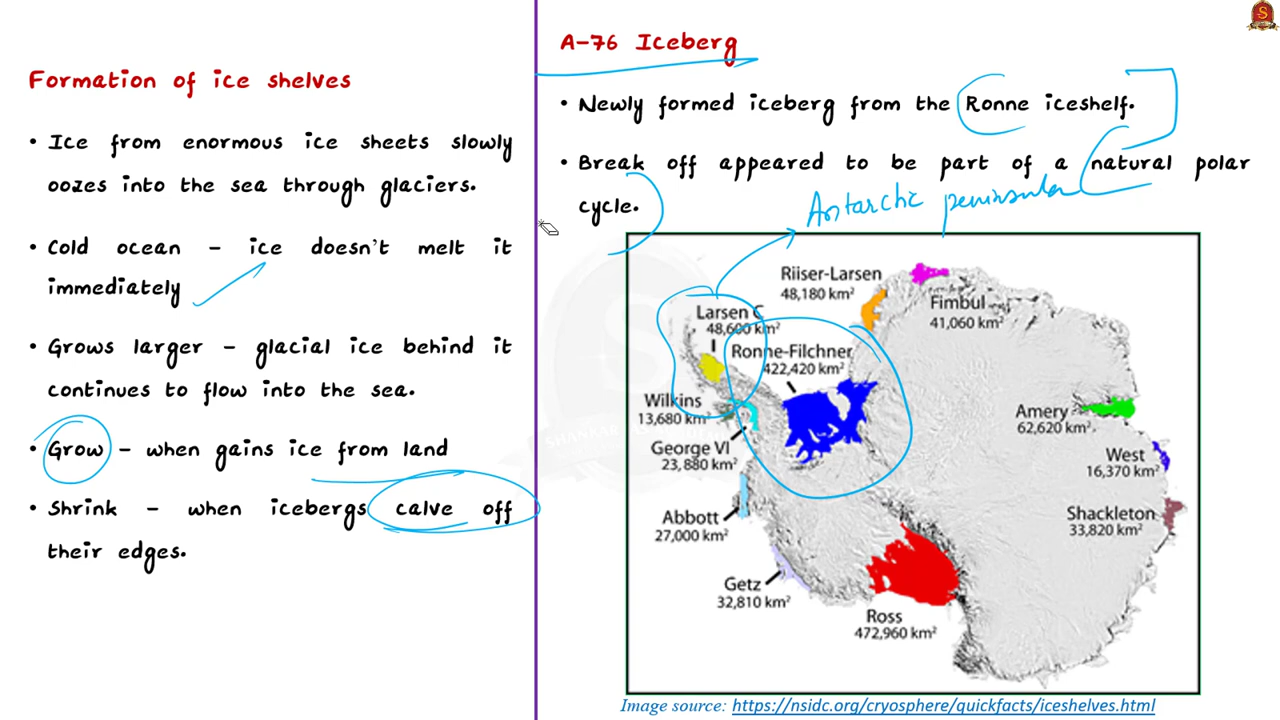 Formation of ice shelves
• Ice from enormous ice sheets slowly
oozes into the sea through glaciers.
• Cold ocean – ice doesn't melt it
immediately
• Grows larger – glacial ice behind it
continues to flow into the sea.
• Grow – when gains ice from land
• Shrink – when icebergs calve off
their edges.
A-76 Iceberg
• Newly formed iceberg from the Ronne iceshelf.
• Break off appeared to be part of a natural polar
cycle.
Antarctic peninsular
Riiser-Larsen
48,180 km²
Fimbul
41,060 km²
Larsen C
48,600 km²
Ronne-Filchner
422,420 km²
Wilkins
13,680 km²
George VI
23,880 km²
Amery
62,620 km²
West
16,370 km²
Abbott
27,000 km²
Shackleton
33,820 km²
Getz
32,810 km²
Ross
472,960 km²
Image source: https://nsidc.org/cryosphere/quickfacts/iceshelves.html